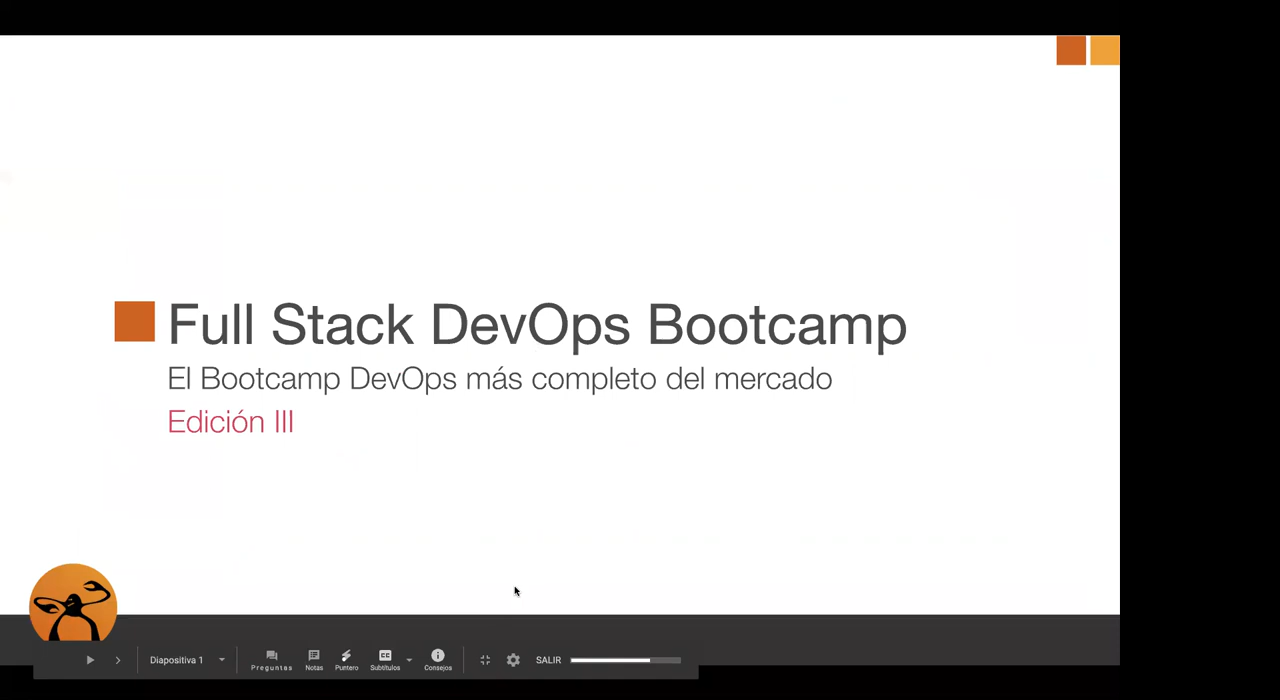 Full Stack DevOps Bootcamp
El Bootcamp DevOps más completo del mercado
Edición III
Diapositiva 1
Preguntas
Notas
Puntero
CC
Subtítulos
Consejos
SALIR